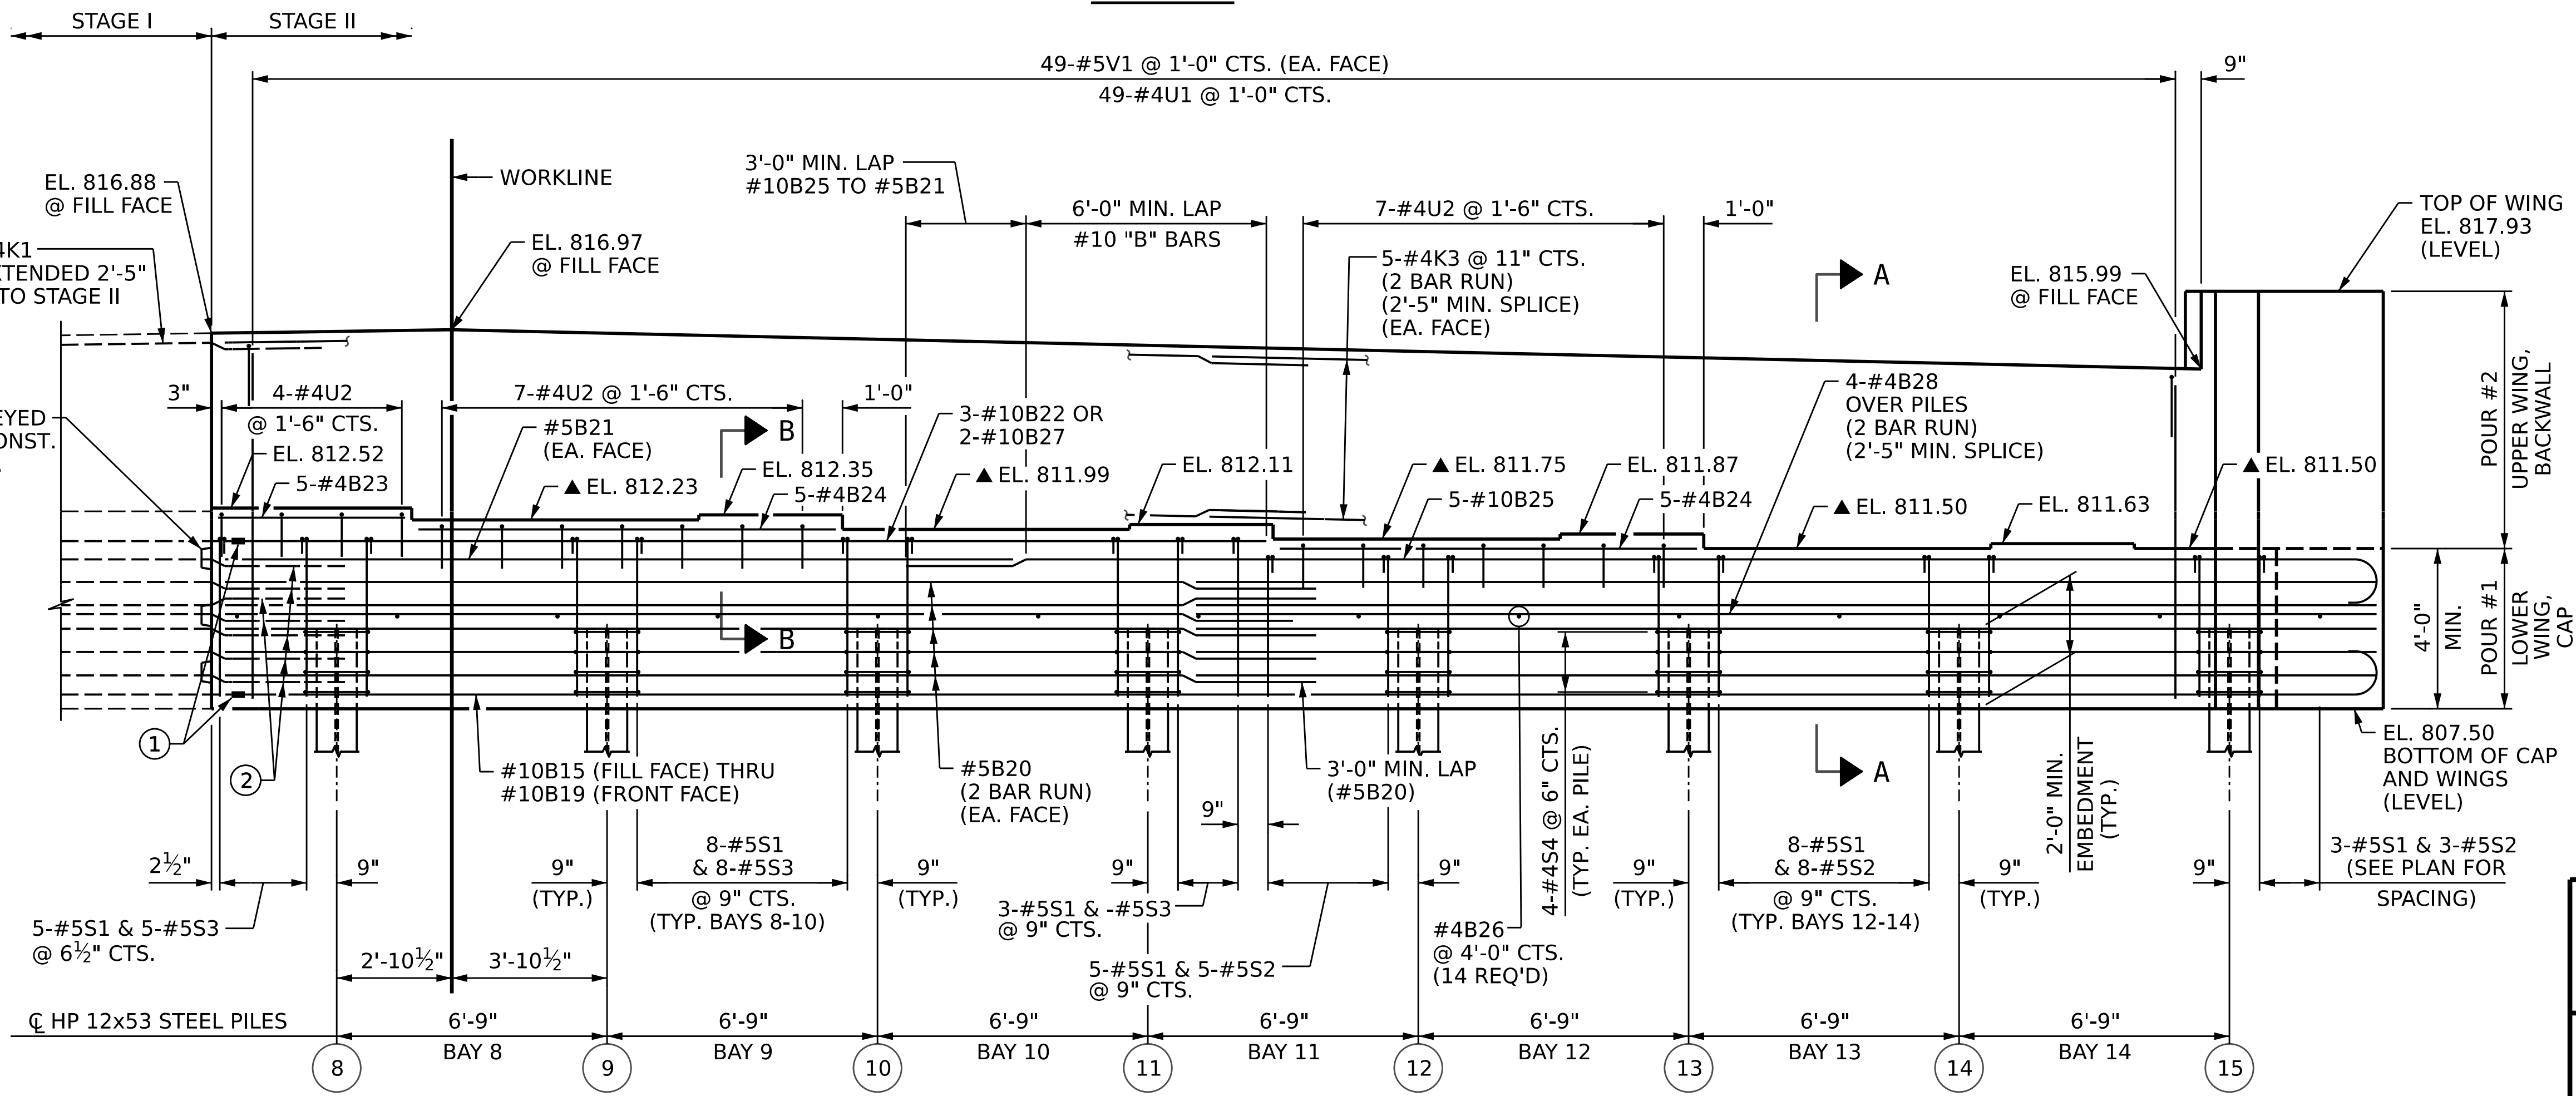 STAGE I
STAGE II
49-#5V1 @ 1'-0" CTS. (EA. FACE)
49-#4U1 @ 1'-0" CTS.
9"
EL. 816.88
@ FILL FACE
WORKLINE
3'-0" MIN. LAP
#10B25 TO #5B21
6'-0" MIN. LAP
#10 "B" BARS
7-#4U2 @ 1'-6" CTS.
1'-0"
TOP OF WING
EL. 817.93
(LEVEL)
4K1
XTENDED 2'-5"
TO STAGE II
EL. 816.97
@ FILL FACE
5-#4K3 @ 11" CTS.
(2 BAR RUN)
(2'-5" MIN. SPLICE)
(EA. FACE)
A
EL. 815.99
@ FILL FACE
3"
4-#4U2
@ 1'-6" CTS.
7-#4U2 @ 1'-6" CTS.
1'-0"
EYED
ONST.
#5B21
(EA. FACE)
B
3-#10B22 OR
2-#10B27
4-#4B28
OVER PILES
(2 BAR RUN)
(2'-5" MIN. SPLICE)
POUR #2
UPPER WING,
BACKWALL
EL. 812.52
5-#4B23
▲ EL. 812.23
EL. 812.35
5-#4B24
▲ EL. 811.99
EL. 812.11
▲ EL. 811.75
5-#10B25
EL. 811.87
5-#4B24
▲ EL. 811.50
EL. 811.63
▲ EL. 811.50
B
4'-0"
MIN.
POUR #1
LOWER
WING,
CAP
1
2
#10B15 (FILL FACE) THRU
#10B19 (FRONT FACE)
#5B20
(2 BAR RUN)
(EA. FACE)
3'-0" MIN. LAP
(#5B20)
4-#4S4 @ 6" CTS.
(TYP. EA. PILE)
A
2'-0" MIN.
EMBEDMENT
(TYP.)
EL. 807.50
BOTTOM OF CAP
AND WINGS
(LEVEL)
2½"
9"
9"
(TYP.)
8-#5S1
& 8-#5S3
@ 9" CTS.
(TYP. BAYS 8-10)
9"
(TYP.)
9"
9"
9"
9"
(TYP.)
8-#5S1
& 8-#5S2
@ 9" CTS.
(TYP. BAYS 12-14)
9"
(TYP.)
9"
3-#5S1 & 3-#5S2
(SEE PLAN FOR
SPACING)
5-#5S1 & 5-#5S3
@ 6½" CTS.
3-#5S1 & -#5S3
@ 9" CTS.
5-#5S1 & 5-#5S2
@ 9" CTS.
#4B26
@ 4'-0" CTS.
(14 REQ'D)
2'-10½"
3'-10½"
℄ HP 12x53 STEEL PILES
6'-9"
6'-9"
6'-9"
6'-9"
6'-9"
6'-9"
6'-9"
BAY 8
BAY 9
BAY 10
BAY 11
BAY 12
BAY 13
BAY 14
8
9
10
11
12
13
14
15